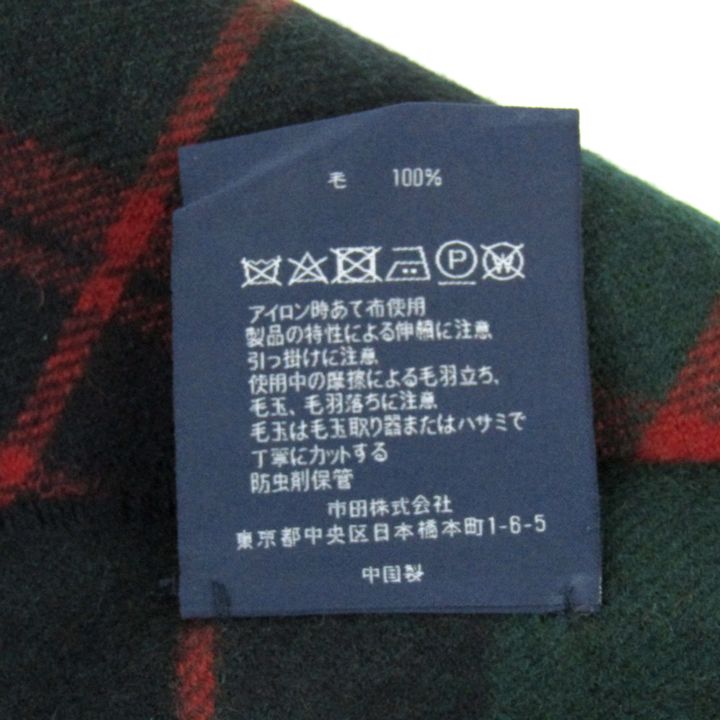 毛 100%
P W
アイロン時あて布使用
製品の特性による伸縮に注意
引っ掛けに注意
使用中の摩擦による毛羽立ち、
毛玉、毛羽落ちに注意
毛玉は毛玉取り器またはハサミで
丁寧にカットする
防虫剤保管
市田株式会社
東京都中央区日本橋本町1-6-5
中国製